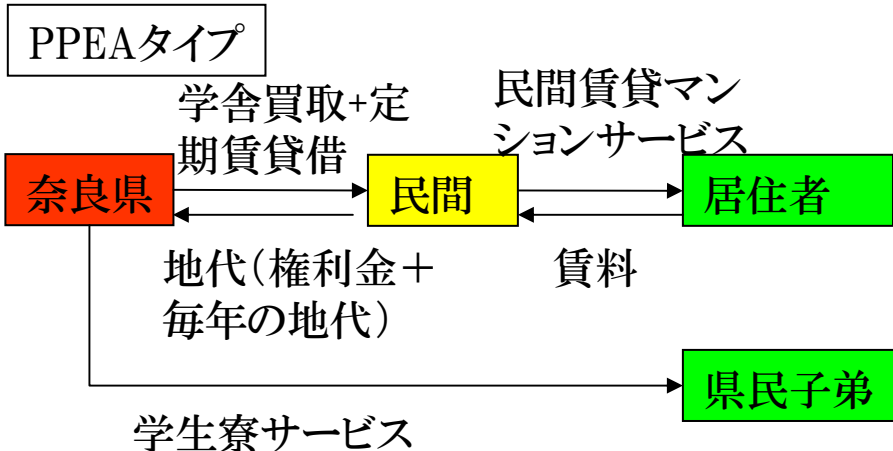 PPEAタイプ
学舎買取+定
期賃貸借
民間賃貸マン
ションサービス
奈良県
民間
居住者
地代(権利金＋
毎年の地代)
賃料
県民子弟
学生寮サービス